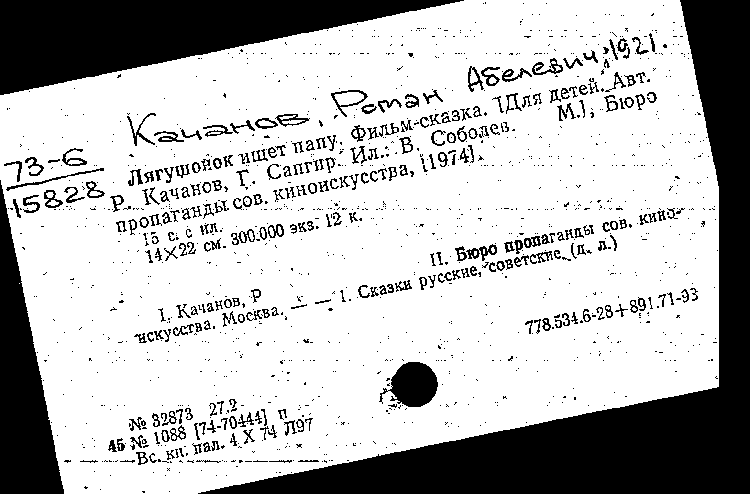 Качанов, Роман Абелевич, 1921.
73-6
15828
Лягушонок ищет папу. Фильм-сказка. [Для детей. Авт.
Р. Качанов, Г. Сапгир. Ил.: В. Соболев. М.], Бюро
пропаганды сов. киноискусства, [1974].
15 с. с ил.
14×22 см. 300.000 экз. 12 к.
I. Качанов, Р II. Бюро пропаганды сов. кино-
искусства. Москва. — — 1. Сказки русские, советские (д. л.)
778.534.6-28+891.71-93
№ 32873 27.2
45 № 1088 [74-70444] п
Вс. кн. пал. 4 X 74 Л97